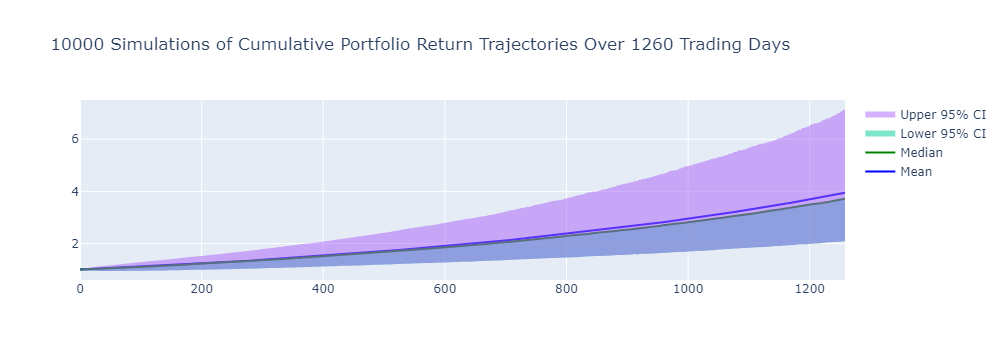 10000 Simulations of Cumulative Portfolio Return Trajectories Over 1260 Trading Days
Upper 95% CI
Lower 95% CI
Median
Mean
6
4
2
0 200 400 600 800 1000 1200